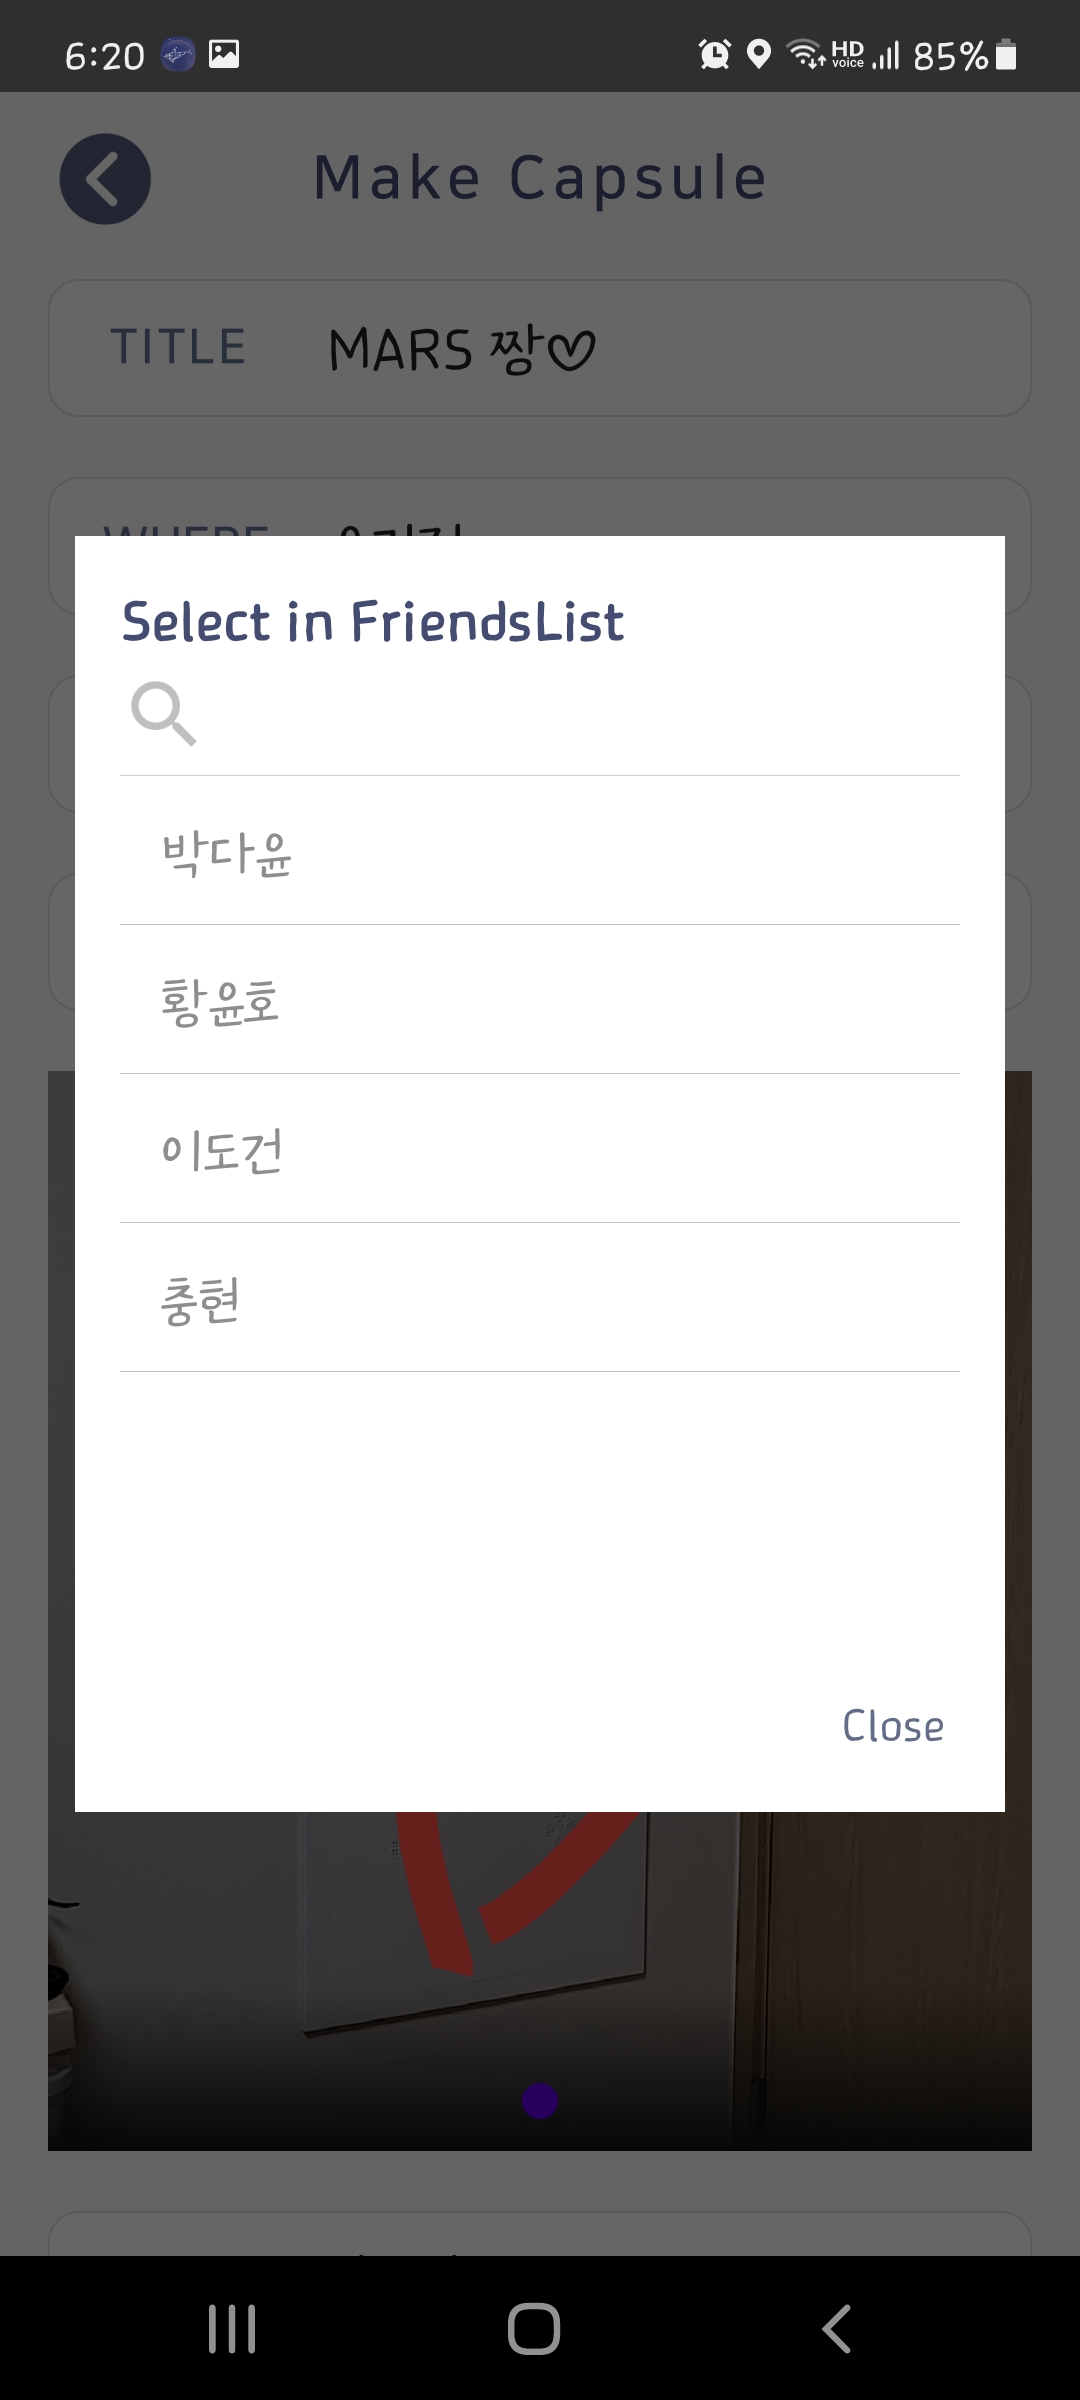 6:20 HD voice 85%
Make Capsule
TITLE MARS 짱♡
WHERE
Select in FriendsList
박다윤
황윤호
이도건
충현
Close